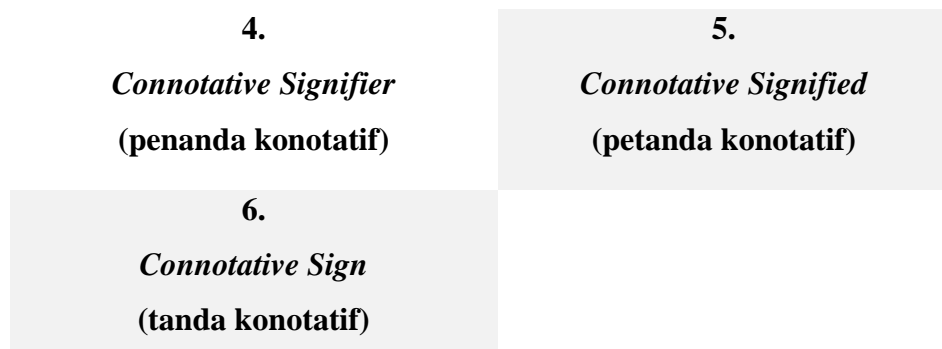 4.
Connotative Signifier
(penanda konotatif)
5.
Connotative Signified
(petanda konotatif)
6.
Connotative Sign
(tanda konotatif)